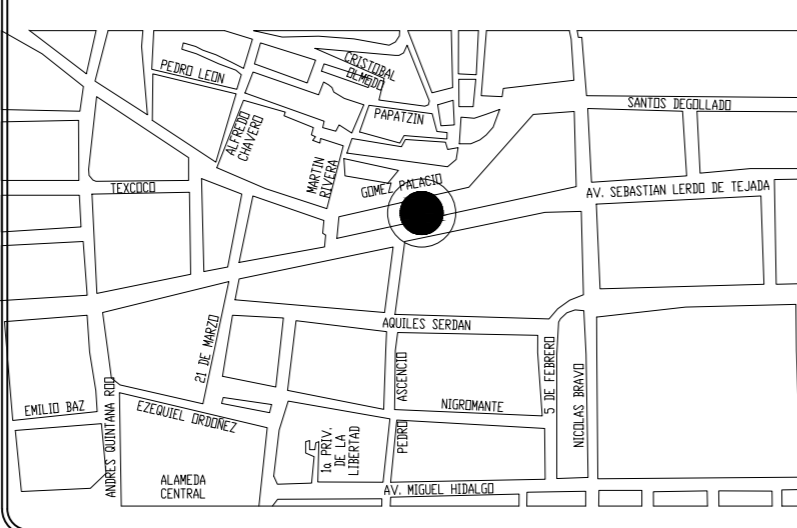 CRISTOBAL
OLMODO
PEDRO LEON
SANTOS DEGOLLADO
PAPATZIN
ALFREDO
CHAVERO
MARTIN
RIVERA
GOMEZ PALACIO
TEXCOCO
AV. SEBASTIAN LERDO DE TEJADA
AQUILES SERDAN
21 DE MARZO
ASCENCIO
5 DE FEBRERO
NICOLAS BRAVO
EMILIO BAZ
ANDRES QUINTANA ROO
EZEQUIEL ORDOÑEZ
NIGROMANTE
1a PRIV.
DE LA
LIBERTAD
PEDRO
ALAMEDA
CENTRAL
AV. MIGUEL HIDALGO